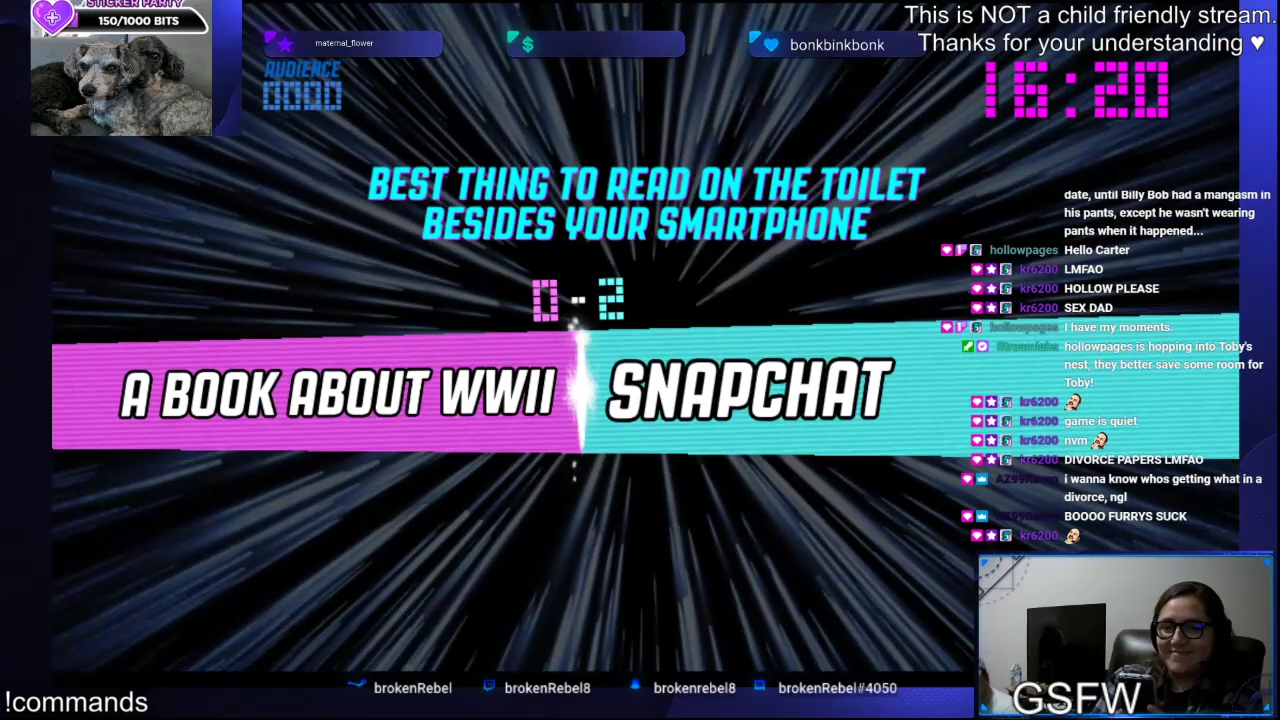 STICKER PARTY
150/1000 BITS
maternal_flower
$
bonkbinkbonk
This is NOT a child friendly stream.
Thanks for your understanding ♥
AUDIENCE
0000
16:20
BEST THING TO READ ON THE TOILET
BESIDES YOUR SMARTPHONE
0-2
A BOOK ABOUT WWII
SNAPCHAT
date, until Billy Bob had a mangasm in
his pants, except he wasn't wearing
pants when it happened...
hollowpages Hello Carter
kr6200 LMFAO
kr6200 HOLLOW PLEASE
kr6200 SEX DAD
hollowpages I have my moments.
Streamlabs hollowpages is hopping into Toby's
nest, they better save some room for
Toby!
kr6200
kr6200 game is quiet
kr6200 nvm
kr6200 DIVORCE PAPERS LMFAO
i wanna know whos getting what in a
divorce, ngl
BOOOO FURRYS SUCK
kr6200
brokenRebel
brokenRebel8
brokenrebel8
brokenRebel#4050
!commands
GSFW